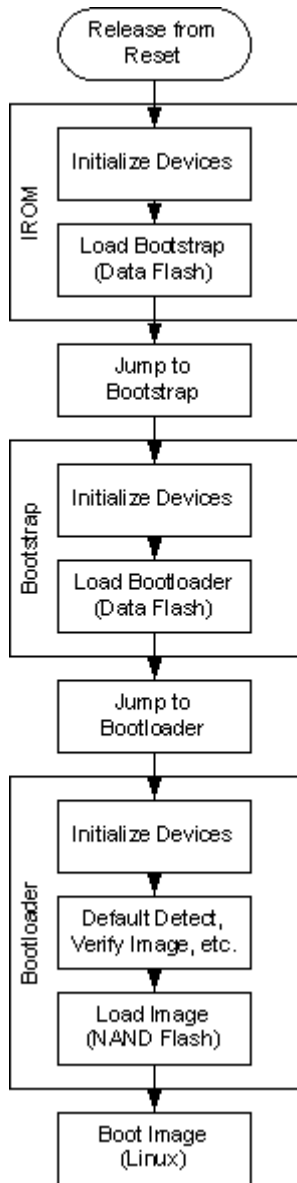 Release from
Reset
IROM
Initialize Devices
Load Bootstrap
(Data Flash)
Jump to
Bootstrap
Bootstrap
Initialize Devices
Load Bootloader
(Data Flash)
Jump to
Bootloader
Bootloader
Initialize Devices
Default Detect,
Verify Image, etc.
Load Image
(NAND Flash)
Boot Image
(Linux)